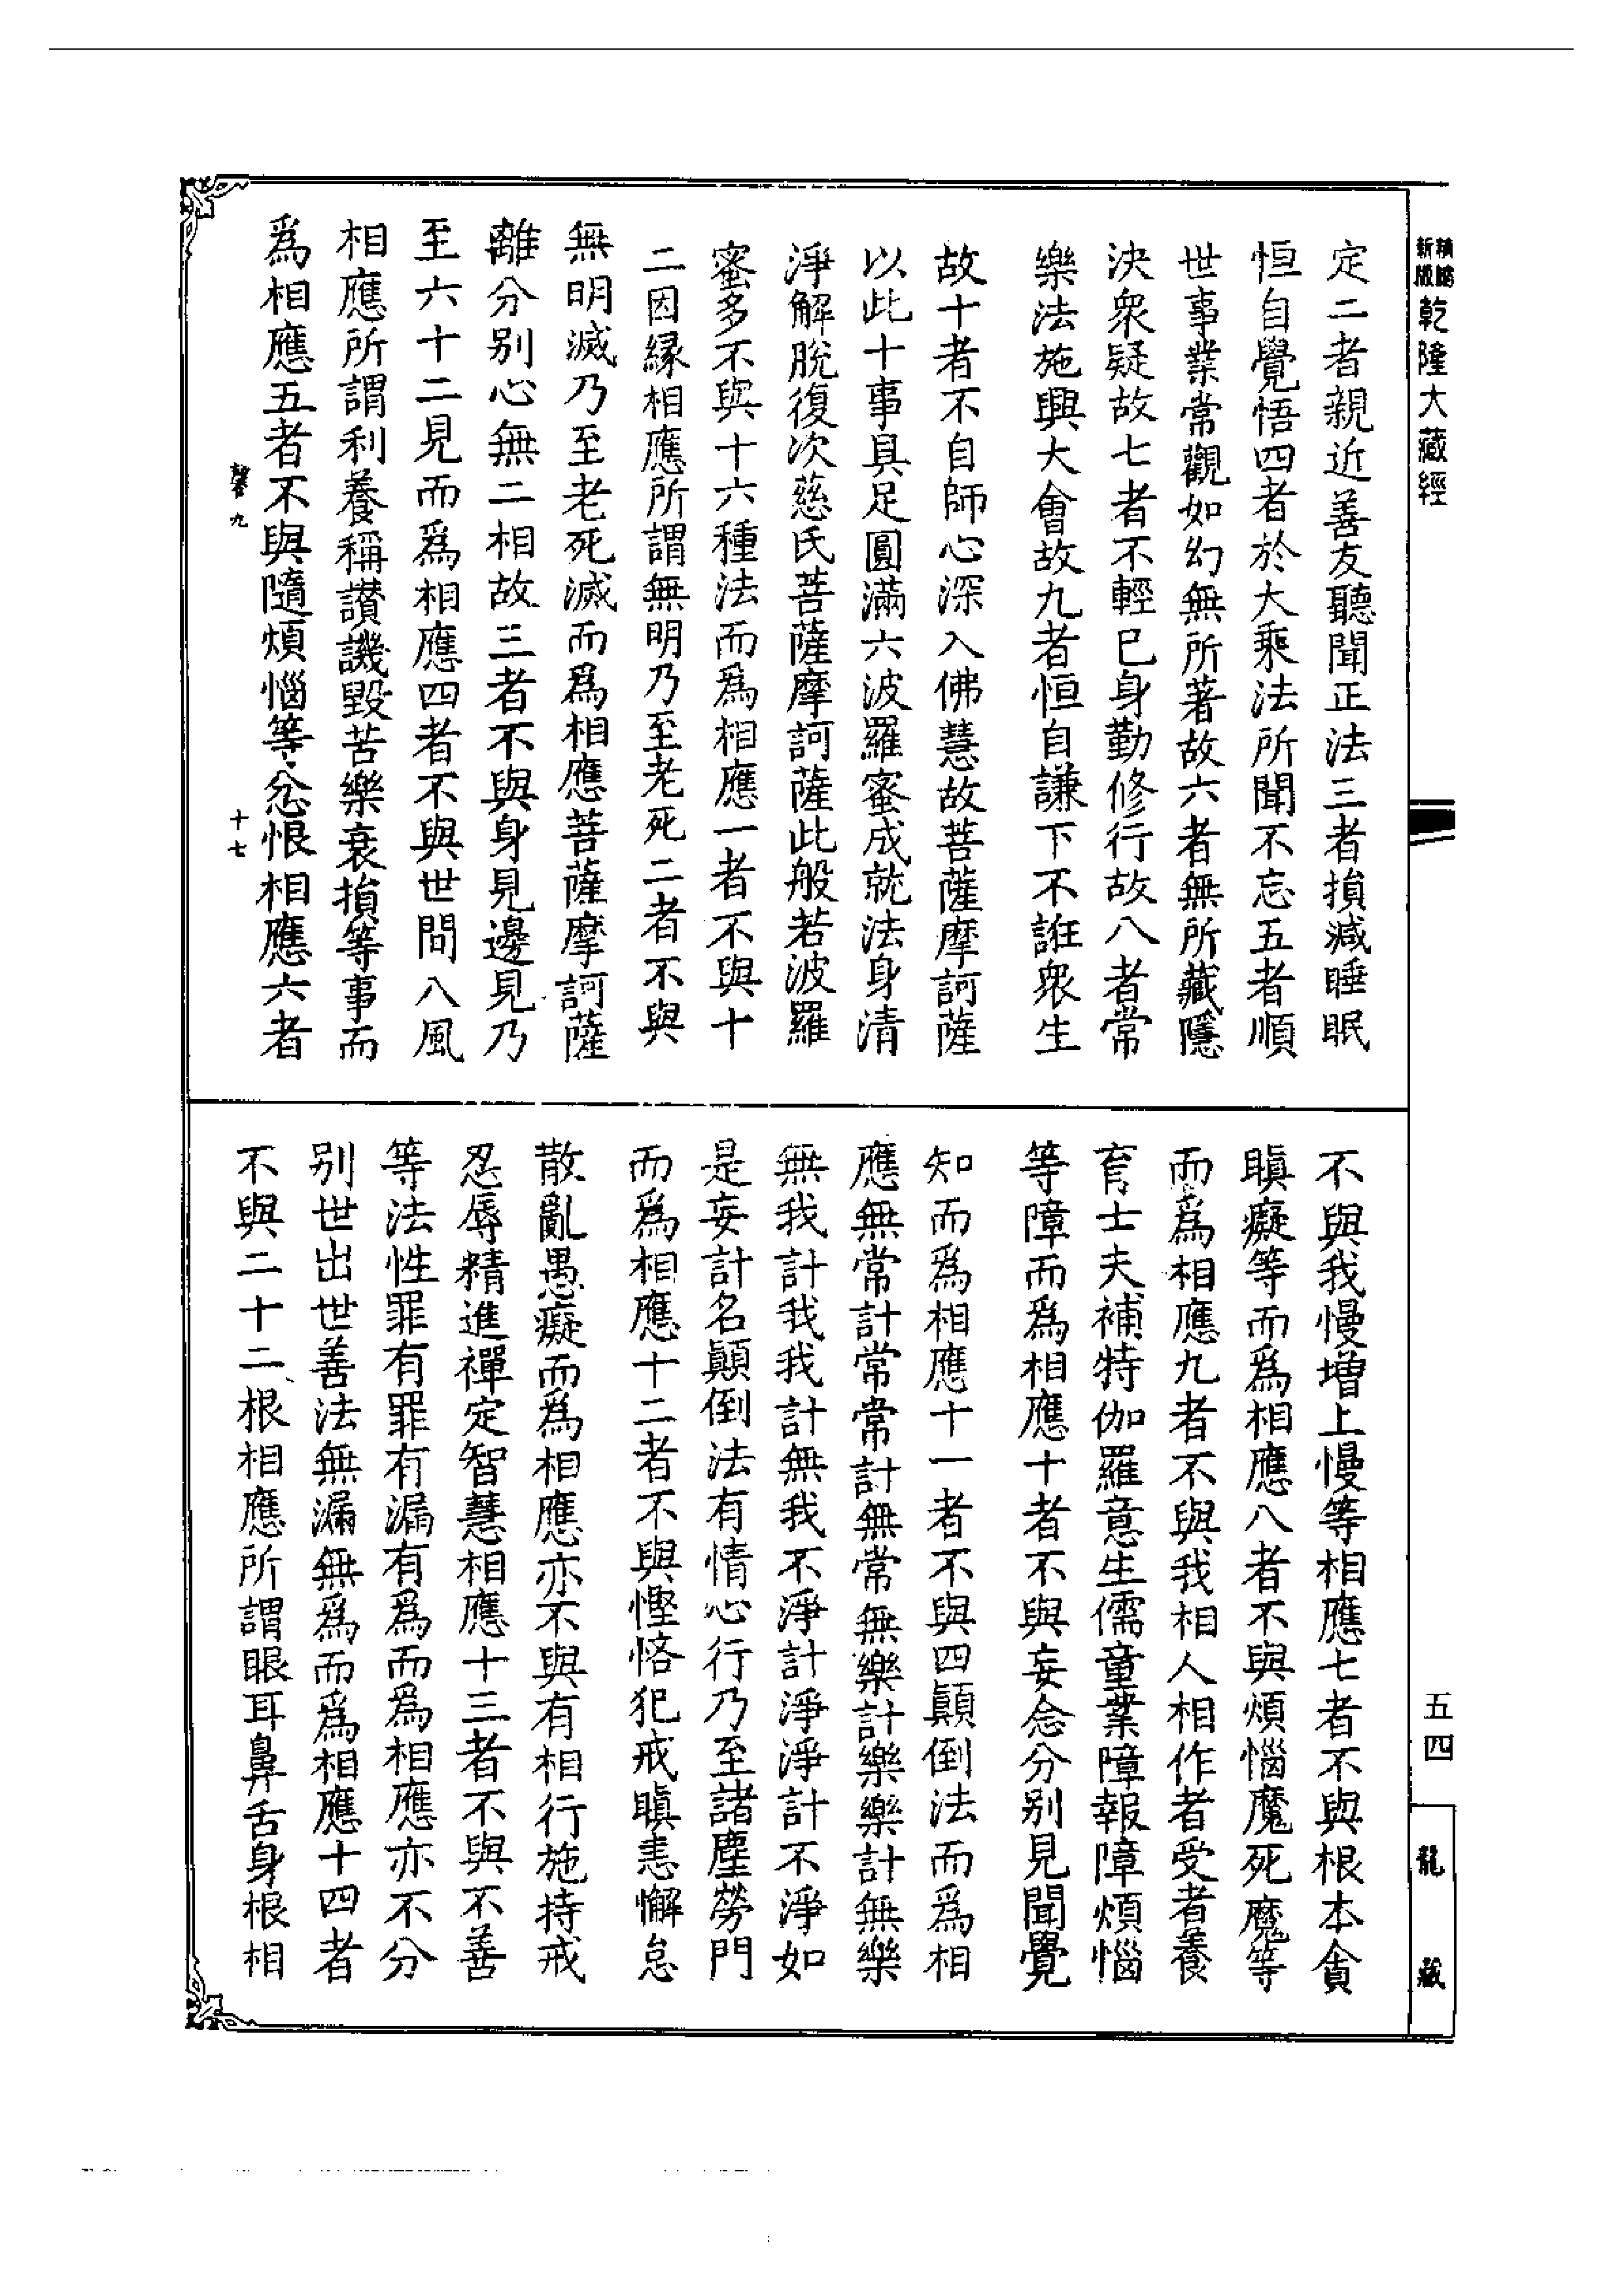 乾隆大藏經
定二者親近善友聽聞正法三者損減睡眠
恒自覺悟四者於大乘法所聞不忘五者順
世事業常觀如幻無所著故六者無所藏隱
決衆疑故七者不輕已身勤修行故八者常
樂法施興大會故九者恒自謙下不誑衆生
故十者不自師心深入佛慧故菩薩摩訶薩
以此十事具足圓滿六波羅蜜成就法身清
淨解脫復次慈氏菩薩摩訶薩此般若波羅
蜜多不與十六種法而爲相應一者不與十
二因緣相應所謂無明乃至老死二者不與
無明滅乃至老死滅而爲相應菩薩摩訶薩
離分別心無二相故三者不與身見邊見乃
至六十二見而爲相應四者不與世間八風
相應所謂利養稱讃譏毀苦樂衰損等事而
爲相應五者不與隨煩惱等忿恨相應六者
磬九
十七
不與我慢增上慢等相應七者不與根本貪
瞋癡等而爲相應八者不與煩惱魔死魔等
而爲相應九者不與我相人相作者受者養
育士夫補特伽羅意生儒童業障報障煩惱
等障而爲相應十者不與妄念分別見聞覺
知而爲相應十一者不與四顚倒法而爲相
應無常計常常計無常無樂計樂樂計無樂
無我計我我計無我不淨計淨淨計不淨如
是妄計名顚倒法有情心行乃至諸塵勞門
而爲相應十二者不與慳悋犯戒瞋恚懈怠
散亂愚癡而爲相應亦不與有相行施持戒
忍辱精進禪定智慧相應十三者不與不善
等法性罪有罪有漏有爲而爲相應亦不分
別世出世善法無漏無爲而爲相應十四者
不與二十二根相應所謂眼耳鼻舌身根相
五四
龍藏